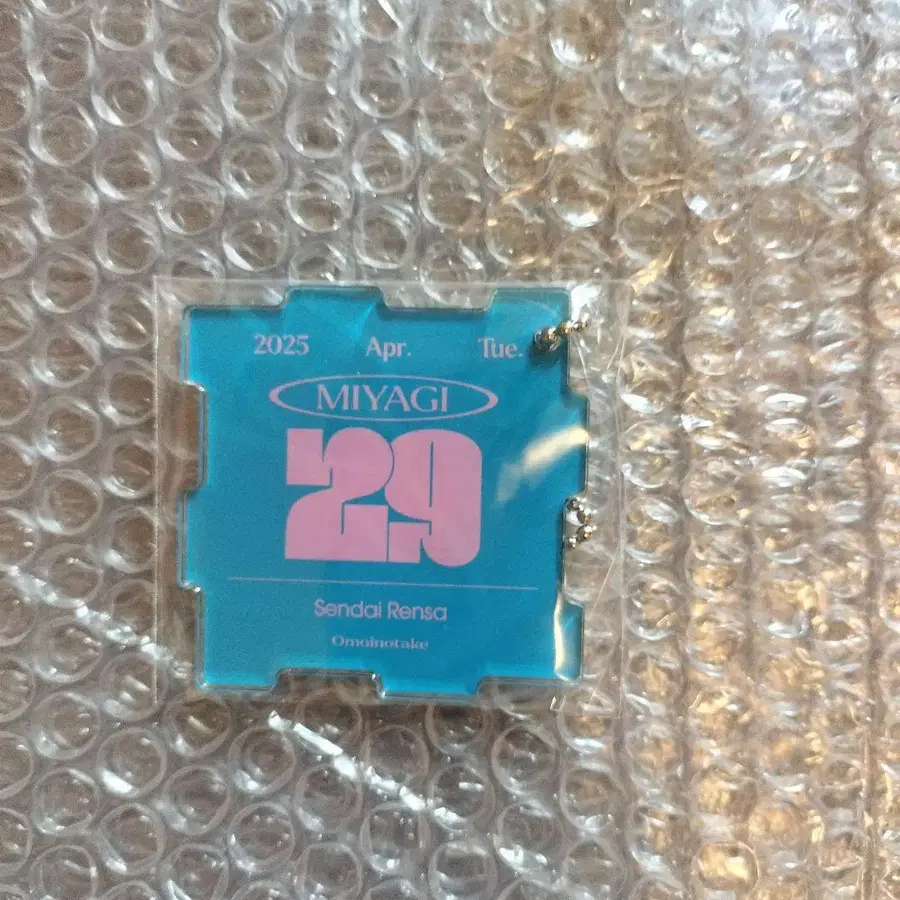 2025 Apr. Tue.
MIYAGI
29
Sendai Rensa
Omoinotake